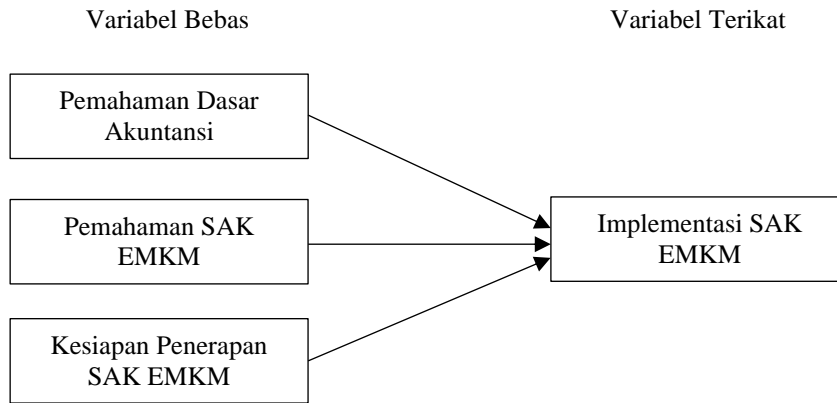 Variabel Bebas
Variabel Terikat
Pemahaman Dasar
Akuntansi
Pemahaman SAK
EMKM
Kesiapan Penerapan
SAK EMKM
Implementasi SAK
EMKM